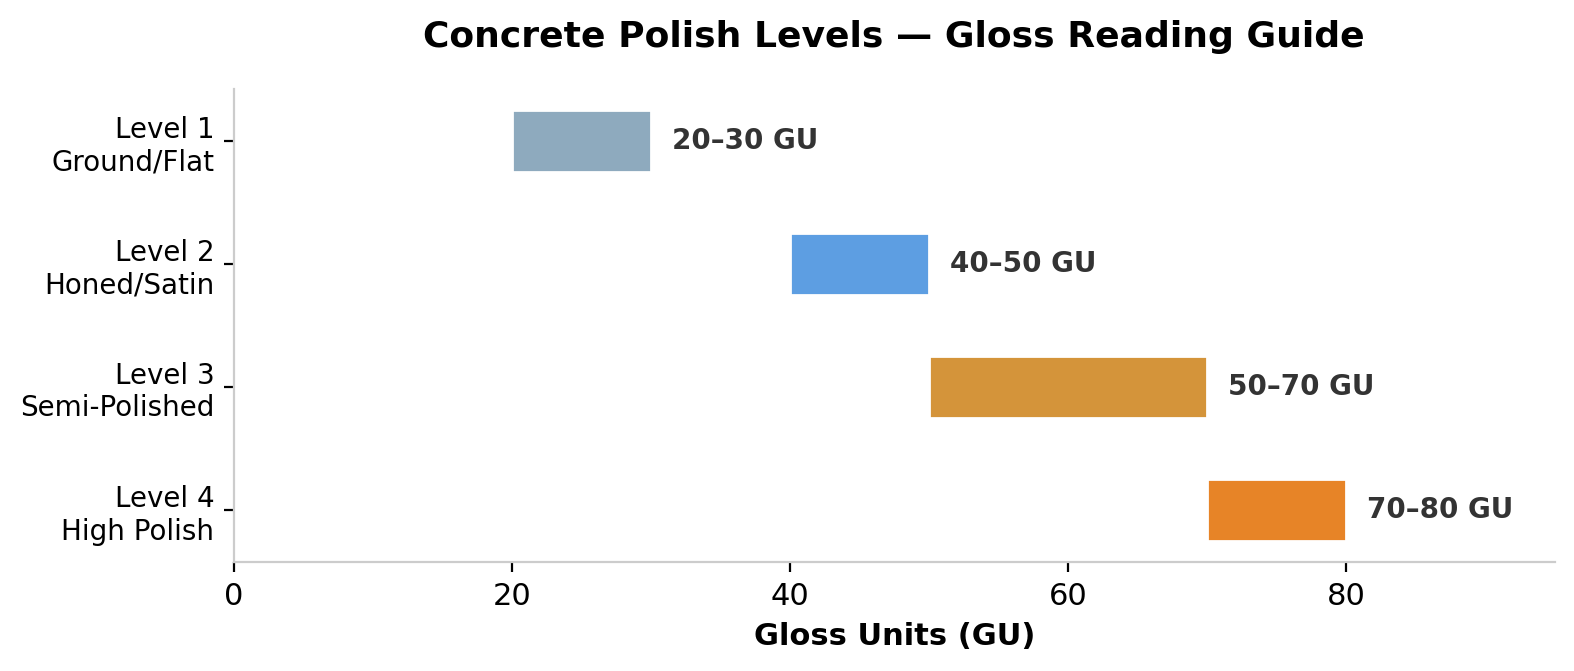 Concrete Polish Levels — Gloss Reading Guide
Level 1
Ground/Flat
20–30 GU
Level 2
Honed/Satin
40–50 GU
Level 3
Semi-Polished
50–70 GU
Level 4
High Polish
70–80 GU
0 20 40 60 80
Gloss Units (GU)